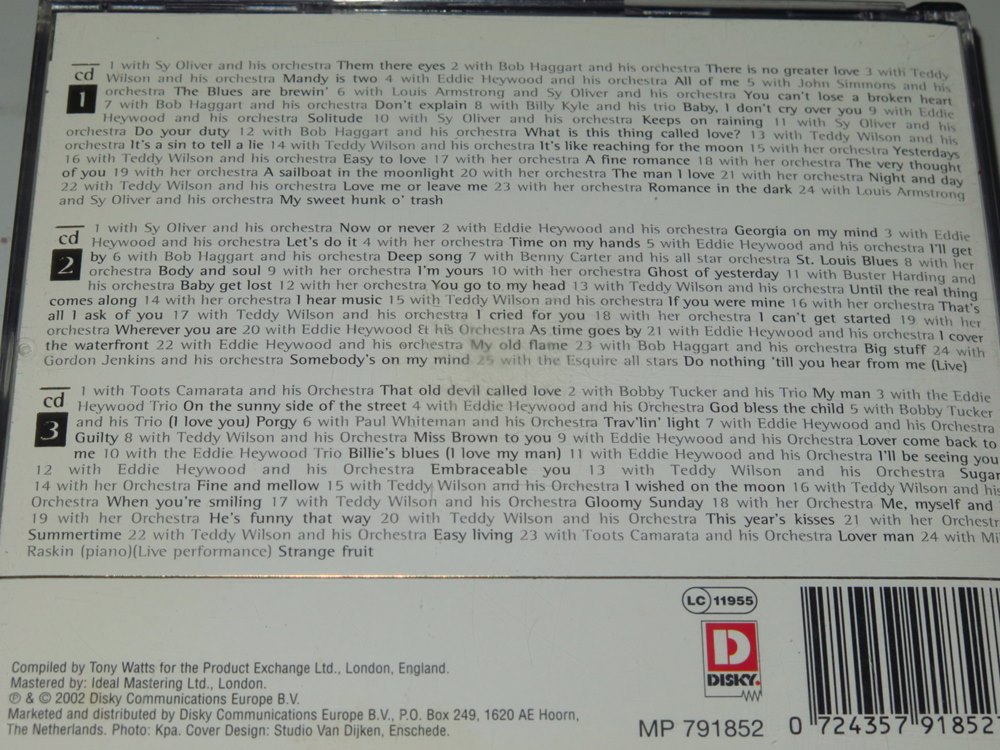 cd
1
1 with Sy Oliver and his orchestra Them there eyes 2 with Bob Haggart and his orchestra There is no greater love 3 with Teddy
Wilson and his orchestra Mandy is two 4 with Eddie Heywood and his orchestra All of me 5 with John Simmons and his
orchestra The Blues are brewin' 6 with Louis Armstrong and Sy Oliver and his orchestra You can't lose a broken heart
7 with Bob Haggart and his orchestra Don't explain 8 with Billy Kyle and his trio Baby, I don't cry over you 9 with Eddie
Heywood and his orchestra Solitude 10 with Sy Oliver and his orchestra Keeps on raining 11 with Sy Oliver and his
orchestra Do your duty 12 with Bob Haggart and his orchestra What is this thing called love? 13 with Teddy Wilson and his
orchestra It's a sin to tell a lie 14 with Teddy Wilson and his orchestra It's like reaching for the moon 15 with her orchestra Yesterdays
16 with Teddy Wilson and his orchestra Easy to love 17 with her orchestra A fine romance 18 with her orchestra The very thought
of you 19 with her orchestra A sailboat in the moonlight 20 with her orchestra The man I love 21 with her orchestra Night and day
22 with Teddy Wilson and his orchestra Love me or leave me 23 with her orchestra Romance in the dark 24 with Louis Armstrong
and Sy Oliver and his orchestra My sweet hunk o' trash
cd
2
1 with Sy Oliver and his orchestra Now or never 2 with Eddie Heywood and his orchestra Georgia on my mind 3 with Eddie
Heywood and his orchestra Let's do it 4 with her orchestra Time on my hands 5 with Eddie Heywood and his orchestra I'll get
by 6 with Bob Haggart and his orchestra Deep song 7 with Benny Carter and his all star orchestra St. Louis Blues 8 with her
orchestra Body and soul 9 with her orchestra I'm yours 10 with her orchestra Ghost of yesterday 11 with Buster Harding and
his orchestra Baby get lost 12 with her orchestra You go to my head 13 with Teddy Wilson and his orchestra Until the real thing
comes along 14 with her orchestra I hear music 15 with Teddy Wilson and his orchestra If you were mine 16 with her orchestra That's
all I ask of you 17 with Teddy Wilson and his orchestra I cried for you 18 with her orchestra I can't get started 19 with her
orchestra Wherever you are 20 with Eddie Heywood & his Orchestra As time goes by 21 with Eddie Heywood and his orchestra I cover
the waterfront 22 with Eddie Heywood and his orchestra My old flame 23 with Bob Haggart and his orchestra Big stuff 24 with
Gordon Jenkins and his orchestra Somebody's on my mind 25 with the Esquire all stars Do nothing 'till you hear from me (Live)
cd
3
1 with Toots Camarata and his Orchestra That old devil called love 2 with Bobby Tucker and his Trio My man 3 with the Eddie
Heywood Trio On the sunny side of the street 4 with Eddie Heywood and his Orchestra God bless the child 5 with Bobby Tucker
and his Trio (I love you) Porgy 6 with Paul Whiteman and his Orchestra Trav'lin' light 7 with Eddie Heywood and his Orchestra
Guilty 8 with Teddy Wilson and his Orchestra Miss Brown to you 9 with Eddie Heywood and his Orchestra Lover come back to
me 10 with the Eddie Heywood Trio Billie's blues (I love my man) 11 with Eddie Heywood and his Orchestra I'll be seeing you
12 with Eddie Heywood and his Orchestra Embraceable you 13 with Teddy Wilson and his Orchestra Sugar
14 with her Orchestra Fine and mellow 15 with Teddy Wilson and his Orchestra I wished on the moon 16 with Teddy Wilson and his
Orchestra When you're smiling 17 with Teddy Wilson and his Orchestra Gloomy Sunday 18 with her Orchestra Me, myself and
19 with her Orchestra He's funny that way 20 with Teddy Wilson and his Orchestra This year's kisses 21 with her Orchestr
Summertime 22 with Teddy Wilson and his Orchestra Easy living 23 with Toots Camarata and his Orchestra Lover man 24 with Mi
Raskin (piano)(Live performance) Strange fruit
LC 11955
D
DISKY.
Compiled by Tony Watts for the Product Exchange Ltd., London, England.
Mastered by: Ideal Mastering Ltd., London.
℗ & © 2002 Disky Communications Europe B.V.
Marketed and distributed by Disky Communications Europe B.V., P.O. Box 249, 1620 AE Hoorn,
The Netherlands. Photo: Kpa. Cover Design: Studio Van Dijken, Enschede.
MP 791852
0 724357 918527